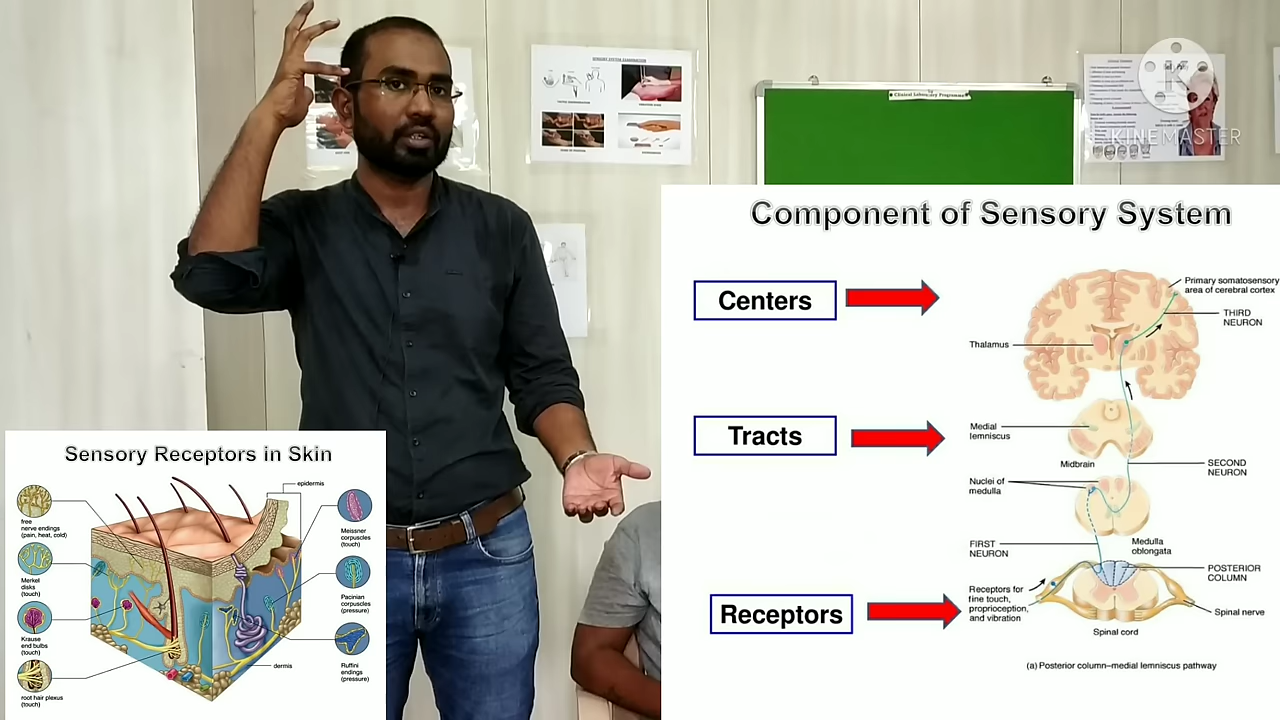 SENSORY SYSTEM EXAMINATION
Clinical Laboratory Programme
KINEMASTER
Component of Sensory System
Centers
Tracts
Receptors
Primary somatosensory
area of cerebral cortex
THIRD
NEURON
Thalamus
Medial
lemniscus
Midbrain
SECOND
NEURON
Nuclei of
medulla
FIRST
NEURON
Medulla
oblongata
POSTERIOR
COLUMN
Receptors for
fine touch,
proprioception,
and vibration
Spinal nerve
Spinal cord
(a) Posterior column–medial lemniscus pathway
Sensory Receptors in Skin
epidermis
free
nerve endings
(pain, heat, cold)
Merkel
disks
(touch)
Krause
end bulbs
(touch)
root hair plexus
(touch)
Meissner
corpuscles
(touch)
Pacinian
corpuscles
(pressure)
Ruffini
endings
(pressure)
dermis